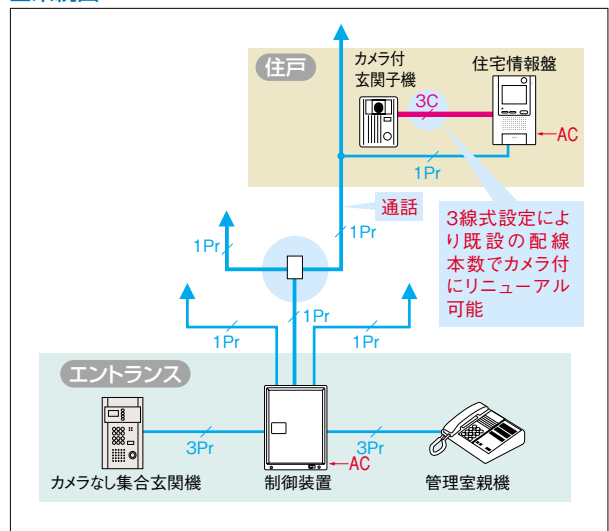 住戸
カメラ付
玄関子機
住宅情報盤
3C
AC
1Pr
通話
3線式設定によ
り既設の配線
本数でカメラ付
にリニューアル
可能
1Pr
1Pr
1Pr
1Pr
1Pr
エントランス
3Pr
3Pr
AC
カメラなし集合玄関機
制御装置
管理室親機